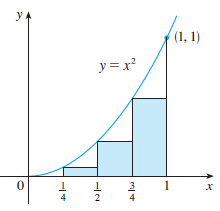 y
(1, 1)
y = x²
0 1/4 1/2 3/4 1 x